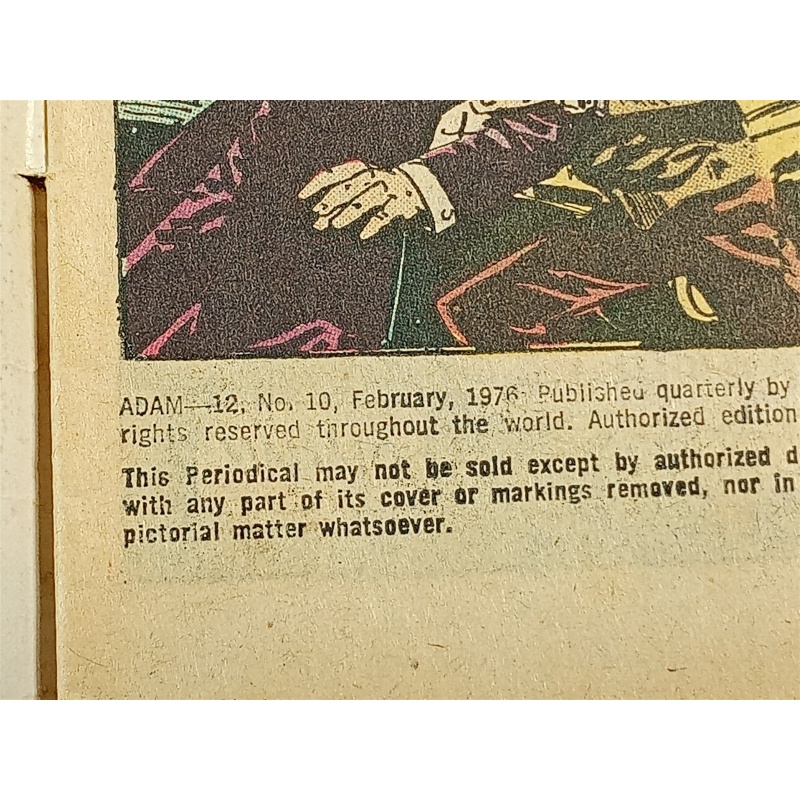 ADAM—12, No. 10, February, 1976. Published quarterly by
rights reserved throughout the world. Authorized edition
This Periodical may not be sold except by authorized d
with any part of its cover or markings removed, nor in
pictorial matter whatsoever.